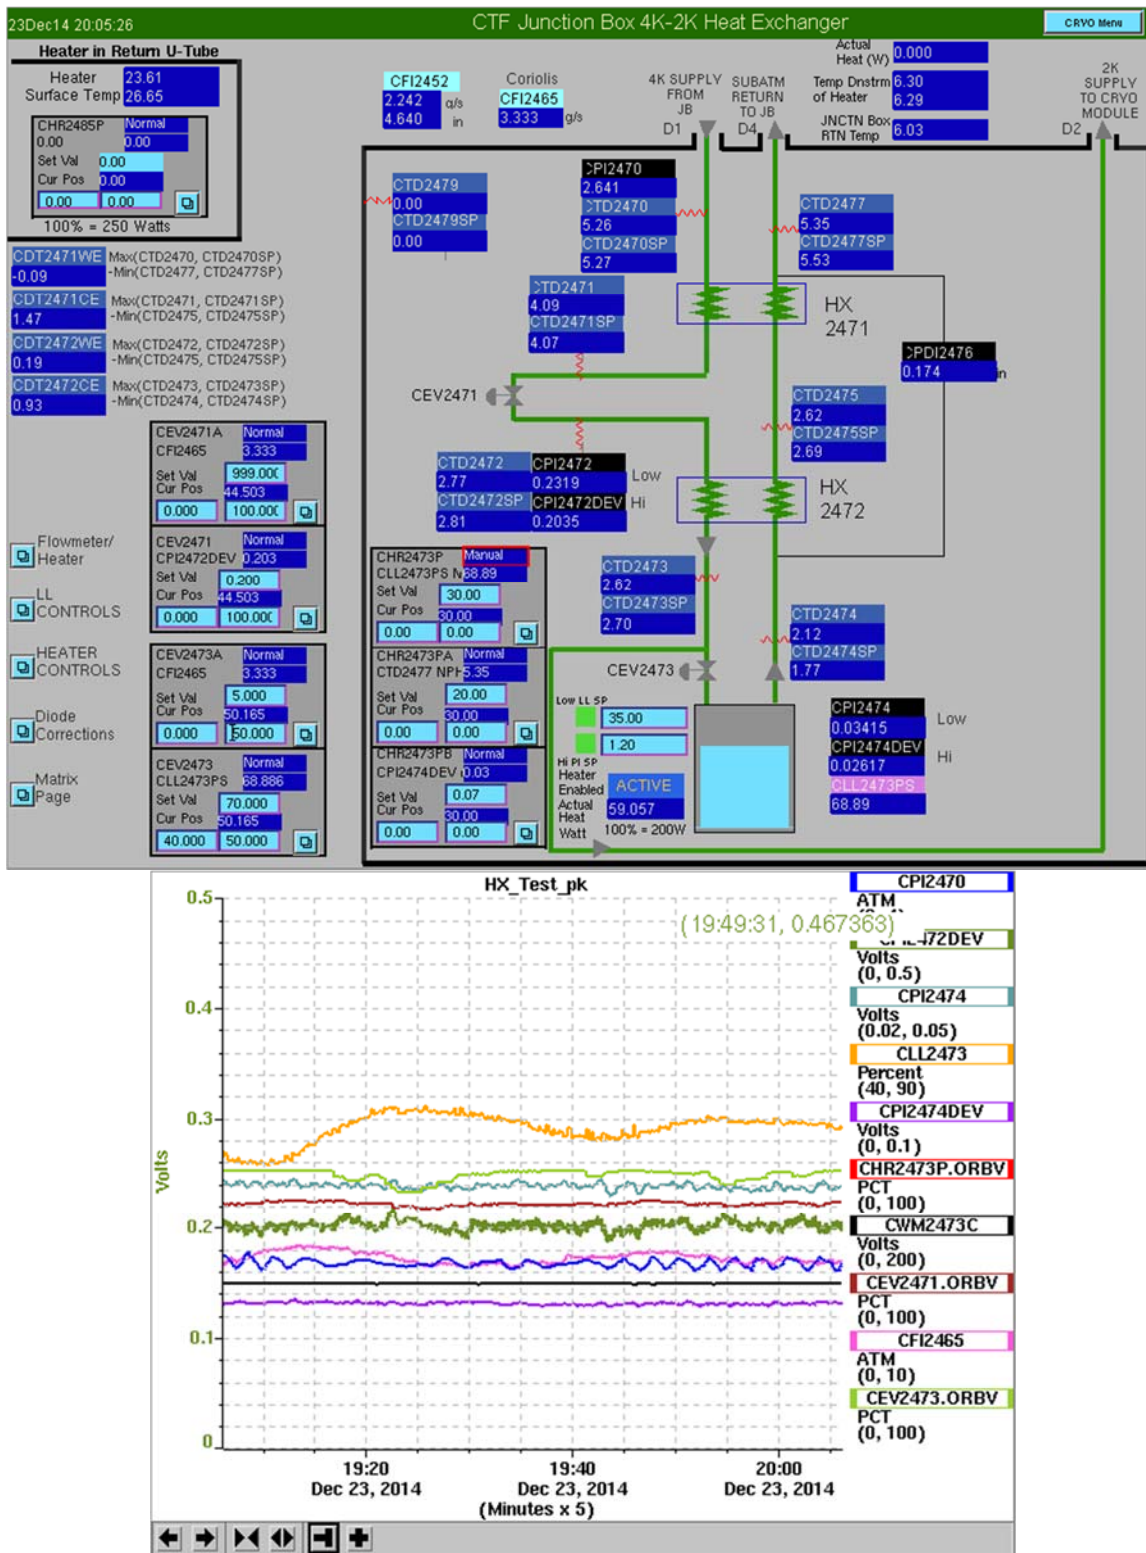 23Dec14 20:05:26
CTF Junction Box 4K-2K Heat Exchanger
CRYO Menu
Heater in Return U-Tube
Heater 23.61
Surface Temp 26.65
CHR2485P Normal
0.00 0.00
Set Val 0.00
Cur Pos 0.00
0.00 0.00
100% = 250 Watts
CFI2452
2.242 g/s
4.640 in
Coriolis
CFI2465
3.333 g/s
4K SUPPLY
FROM
JB
D1
SUBATM
RETURN
TO JB
D4
Actual
Heat (W) 0.000
Temp Dnstrm 6.30
of Heater 6.29
JNCTN Box
RTN Temp 6.03
2K
SUPPLY
TO CRYO
MODULE
D2
CDT2471WE Max(CTD2470, CTD2470SP)
-0.09 -Min(CTD2477, CTD2477SP)
CDT2471CE Max(CTD2471, CTD2471SP)
1.47 -Min(CTD2475, CTD2475SP)
CDT2472WE Max(CTD2472, CTD2472SP)
0.19 -Min(CTD2475, CTD2475SP)
CDT2472CE Max(CTD2473, CTD2473SP)
0.93 -Min(CTD2474, CTD2474SP)
CTD2479
0.00
CTD2479SP
0.00
CPI2470
2.641
CTD2470
5.26
CTD2470SP
5.27
CTD2477
5.35
CTD2477SP
5.53
CTD2471
4.09
CTD2471SP
4.07
HX
2471
CPDI2476
0.174 in
CEV2471
CTD2475
2.62
CTD2475SP
2.69
CTD2472 CPI2472
2.77 0.2319 Low
CTD2472SP CPI2472DEV Hi
2.81 0.2035
HX
2472
CTD2473
2.62
CTD2473SP
2.70
CTD2474
2.12
CTD2474SP
1.77
CEV2473
Flowmeter/
Heater
LL
CONTROLS
HEATER
CONTROLS
Diode
Corrections
Matrix
Page
CEV2471A Normal
CFI2465 3.333
Set Val 999.000
Cur Pos 44.503
0.000 100.000
CEV2471 Normal
CPI2472DEV 0.203
Set Val 0.200
Cur Pos 44.503
0.000 100.000
CEV2473A Normal
CFI2465 3.333
Set Val 5.000
Cur Pos 50.165
0.000 50.000
CEV2473 Normal
CLL2473PS 68.886
Set Val 70.000
Cur Pos 50.165
40.000 50.000
CHR2473P Manual
CLL2473PS N 68.89
Set Val 30.00
Cur Pos 30.00
0.00 0.00
CHR2473PA Normal
CTD2477 NPH 5.35
Set Val 20.00
Cur Pos 30.00
0.00 0.00
CHR2473PB Normal
CPI2474DEV 0.03
Set Val 0.07
Cur Pos 30.00
0.00 0.00
Low LL SP
35.00
1.20
Hi PI SP
Heater
Enabled ACTIVE
Actual
Heat 59.057
Watt 100% = 200W
CPI2474
0.03415 Low
CPI2474DEV
0.02617 Hi
CLL2473PS
68.89
HX_Test_pk
(19:49:31, 0.467363)
0.5
0.4
0.3
0.2
0.1
0
Volts
19:20
Dec 23, 2014
19:40
Dec 23, 2014
20:00
Dec 23, 2014
(Minutes x 5)
CPI2470
ATM
CPI2472DEV
Volts
(0, 0.5)
CPI2474
Volts
(0.02, 0.05)
CLL2473
Percent
(40, 90)
CPI2474DEV
Volts
(0, 0.1)
CHR2473P.ORBV
PCT
(0, 100)
CWM2473C
Volts
(0, 200)
CEV2471.ORBV
PCT
(0, 100)
CFI2465
ATM
(0, 10)
CEV2473.ORBV
PCT
(0, 100)